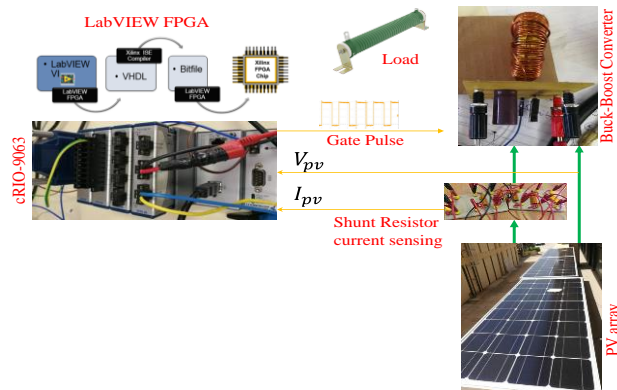 LabVIEW FPGA
LabVIEW
VI
LabVIEW
FPGA
Xilinx ISE
Compiler
• VHDL
LabVIEW
FPGA
• Bitfile
Xilinx
FPGA
Chip
Load
Buck-Boost Converter
Gate Pulse
cRIO-9063
V_pv
I_pv
Shunt Resistor
current sensing
PV array